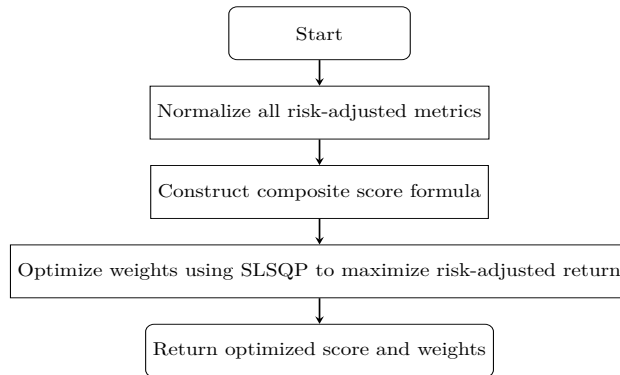 Start
Normalize all risk-adjusted metrics
Construct composite score formula
Optimize weights using SLSQP to maximize risk-adjusted return
Return optimized score and weights